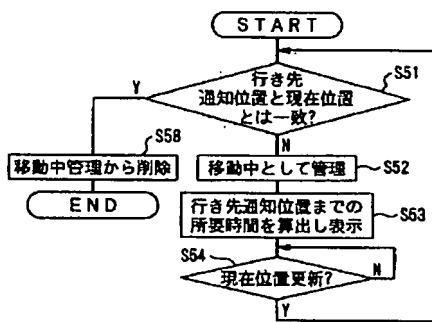 START
行き先
通知位置と現在位置
とは一致?
S51
Y
N
S58
移動中管理から削除
END
移動中として管理
S52
行き先通知位置までの
所要時間を算出し表示
S53
S54
現在位置更新?
N
Y